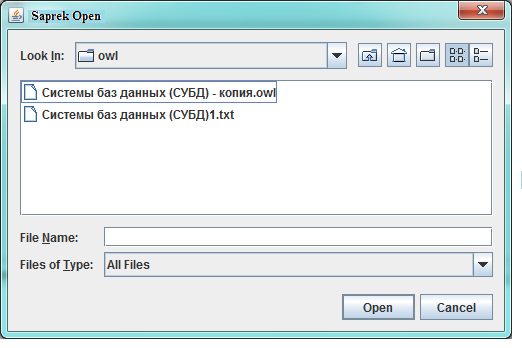 Saprek Open
Look In: owl
Системы баз данных (СУБД) - копия.owl
Системы баз данных (СУБД)1.txt
File Name:
Files of Type: All Files
Open Cancel